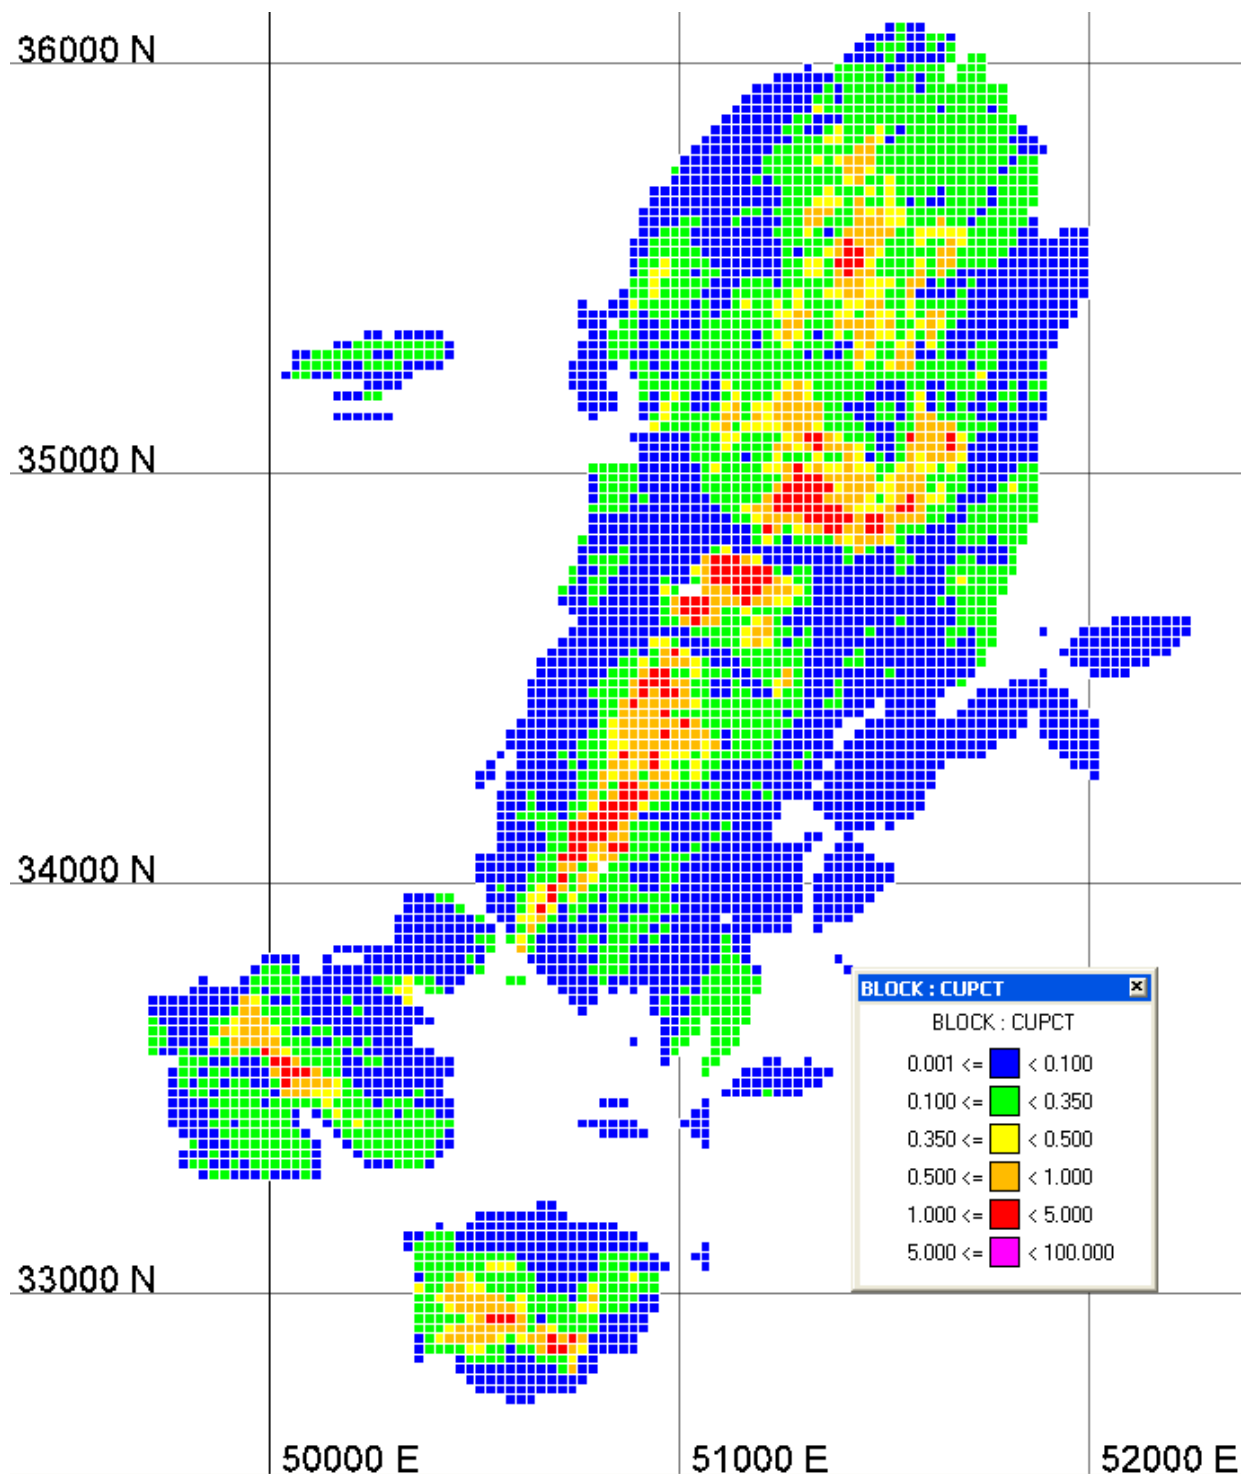 36000 N
35000 N
34000 N
33000 N
50000 E
51000 E
52000 E
BLOCK : CUPCT
BLOCK : CUPCT
0.001 <= < 0.100
0.100 <= < 0.350
0.350 <= < 0.500
0.500 <= < 1.000
1.000 <= < 5.000
5.000 <= < 100.000